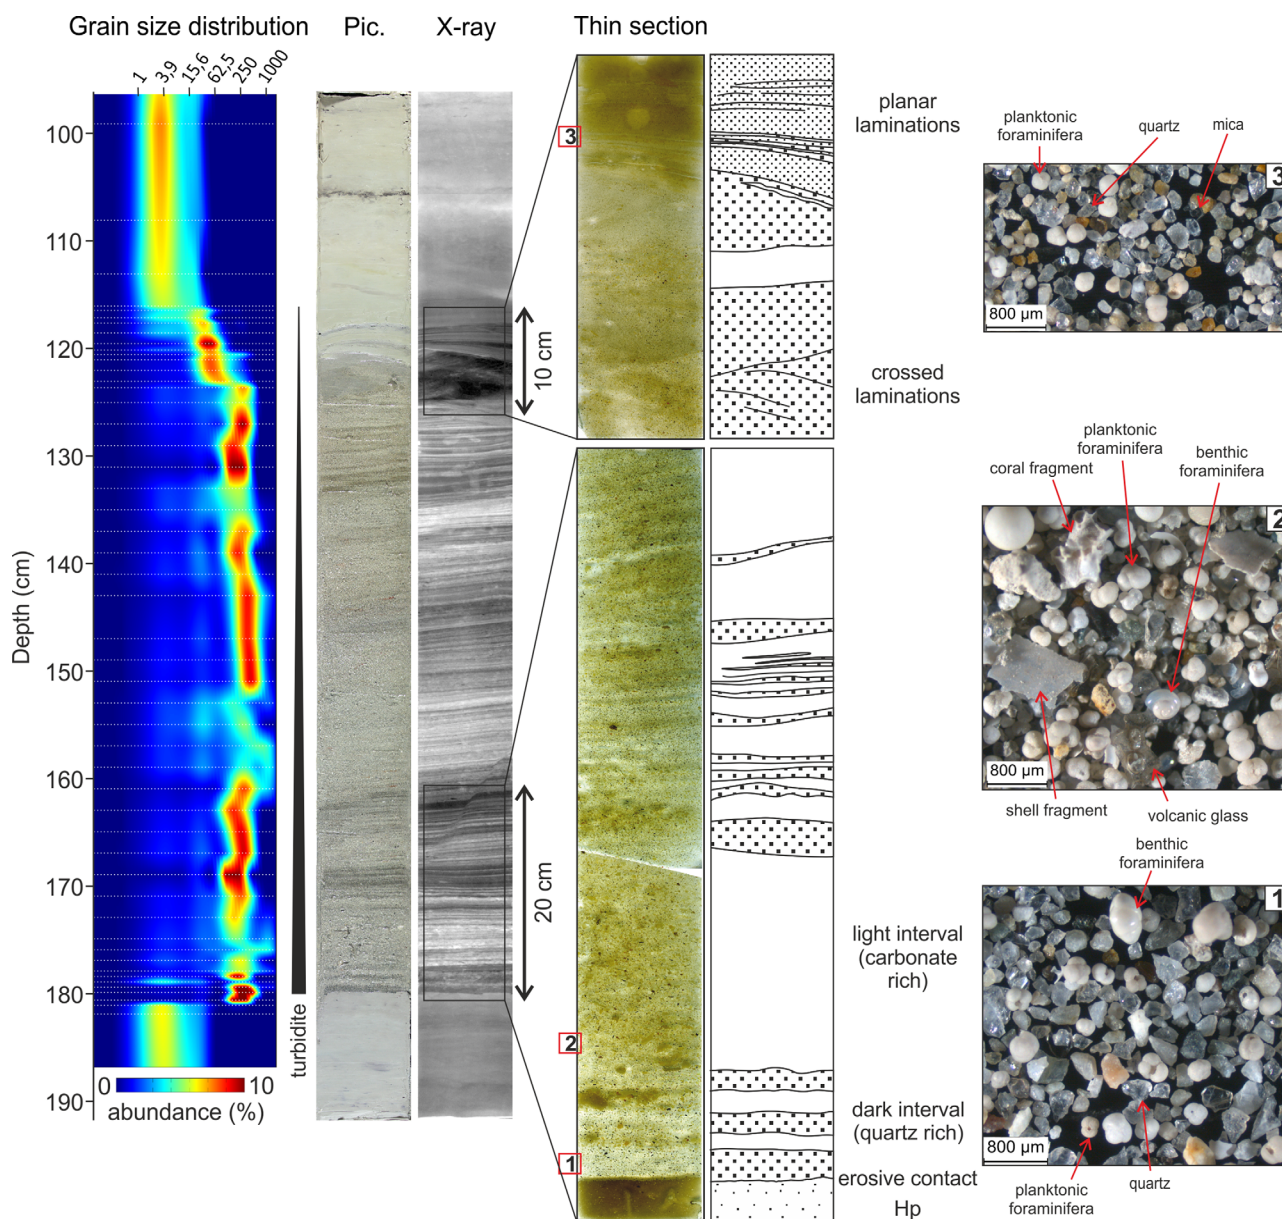 Grain size distribution
Pic.
X-ray
Thin section
1
3,9
15,6
62,5
250
1000
100
110
120
130
140
150
160
170
180
190
Depth (cm)
0
10
abundance (%)
turbidite
10 cm
20 cm
3
2
1
planar
laminations
crossed
laminations
light interval
(carbonate
rich)
dark interval
(quartz rich)
erosive contact
Hp
planktonic
foraminifera
quartz
mica
3
800 µm
planktonic
foraminifera
benthic
foraminifera
coral fragment
2
800 µm
shell fragment
volcanic glass
benthic
foraminifera
1
800 µm
planktonic
foraminifera
quartz